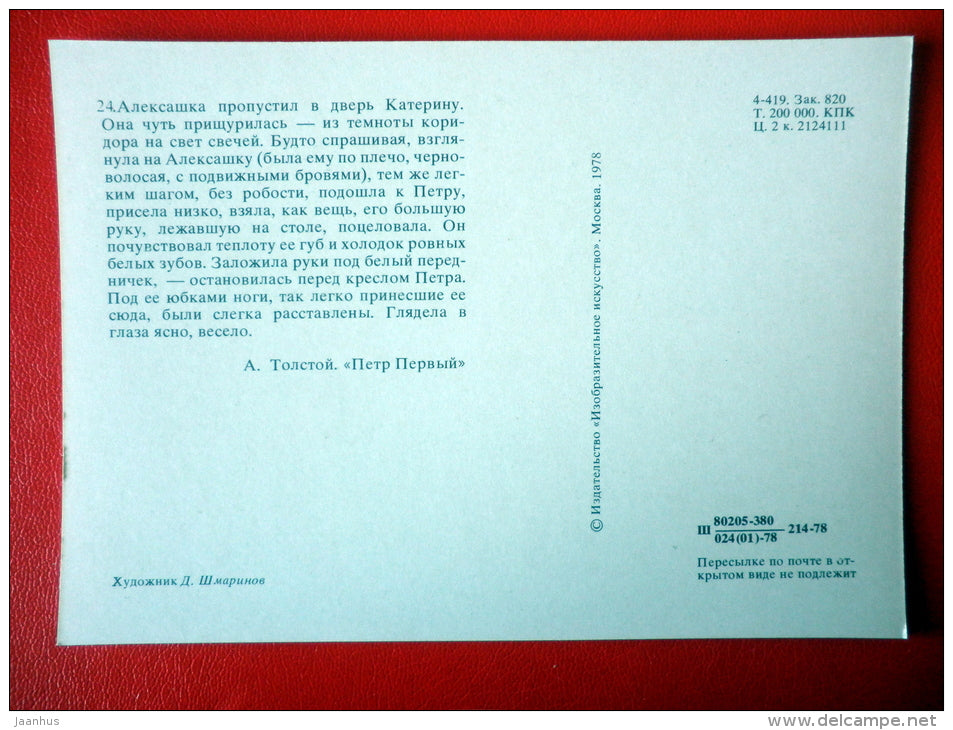 24.Алексашка пропустил в дверь Катерину.
Она чуть прищурилась — из темноты кори-
дора на свет свечей. Будто спрашивая, взгля-
нула на Алексашку (была ему по плечо, черно-
волосая, с подвижными бровями), тем же лег-
ким шагом, без робости, подошла к Петру,
присела низко, взяла, как вещь, его большую
руку, лежавшую на столе, поцеловала. Он
почувствовал теплоту ее губ и холодок ровных
белых зубов. Заложила руки под белый перед-
ничек, — остановилась перед креслом Петра.
Под ее юбками ноги, так легко принесшие ее
сюда, были слегка расставлены. Глядела в
глаза ясно, весело.
А. Толстой. «Петр Первый»
Художник Д. Шмаринов
© Издательство «Изобразительное искусство». Москва. 1978
4-419. Зак. 820
Т. 200 000. КПК
Ц. 2 к. 2124111
Ш 80205-380 214-78
024(01)-78
Пересылке по почте в от-
крытом виде не подлежит
jaanhus
www.delcampe.net